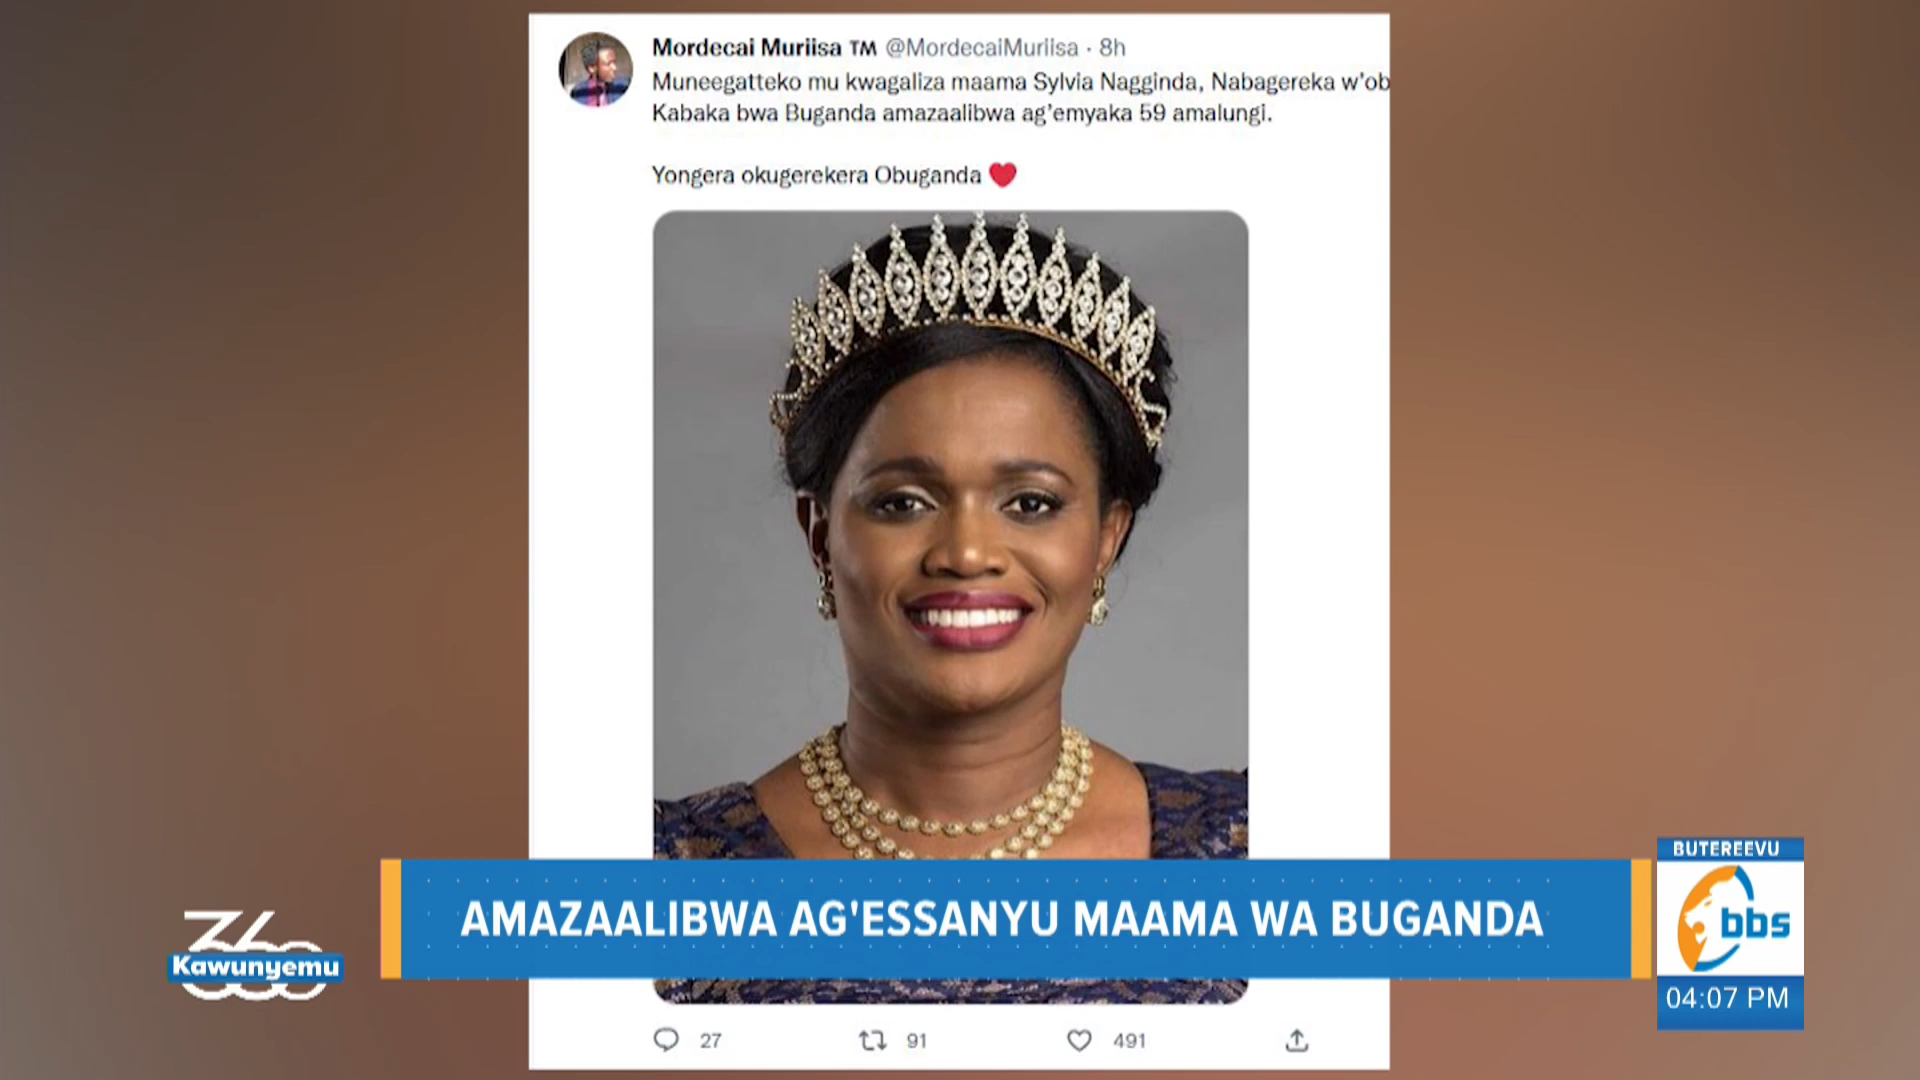 Mordecai Muriisa TM @MordecaiMuriisa · 8h
Muneegatteko mu kwagaliza maama Sylvia Nagginda, Nabagereka w'ob
Kabaka bwa Buganda amazaalibwa ag'emyaka 59 amalungi.
Yongera okugerekera Obuganda ❤️
AMAZAALIBWA AG'ESSANYU MAAMA WA BUGANDA
360
Kawunyemu
BUTEREEVU
bbs
04:07 PM
27 91 491